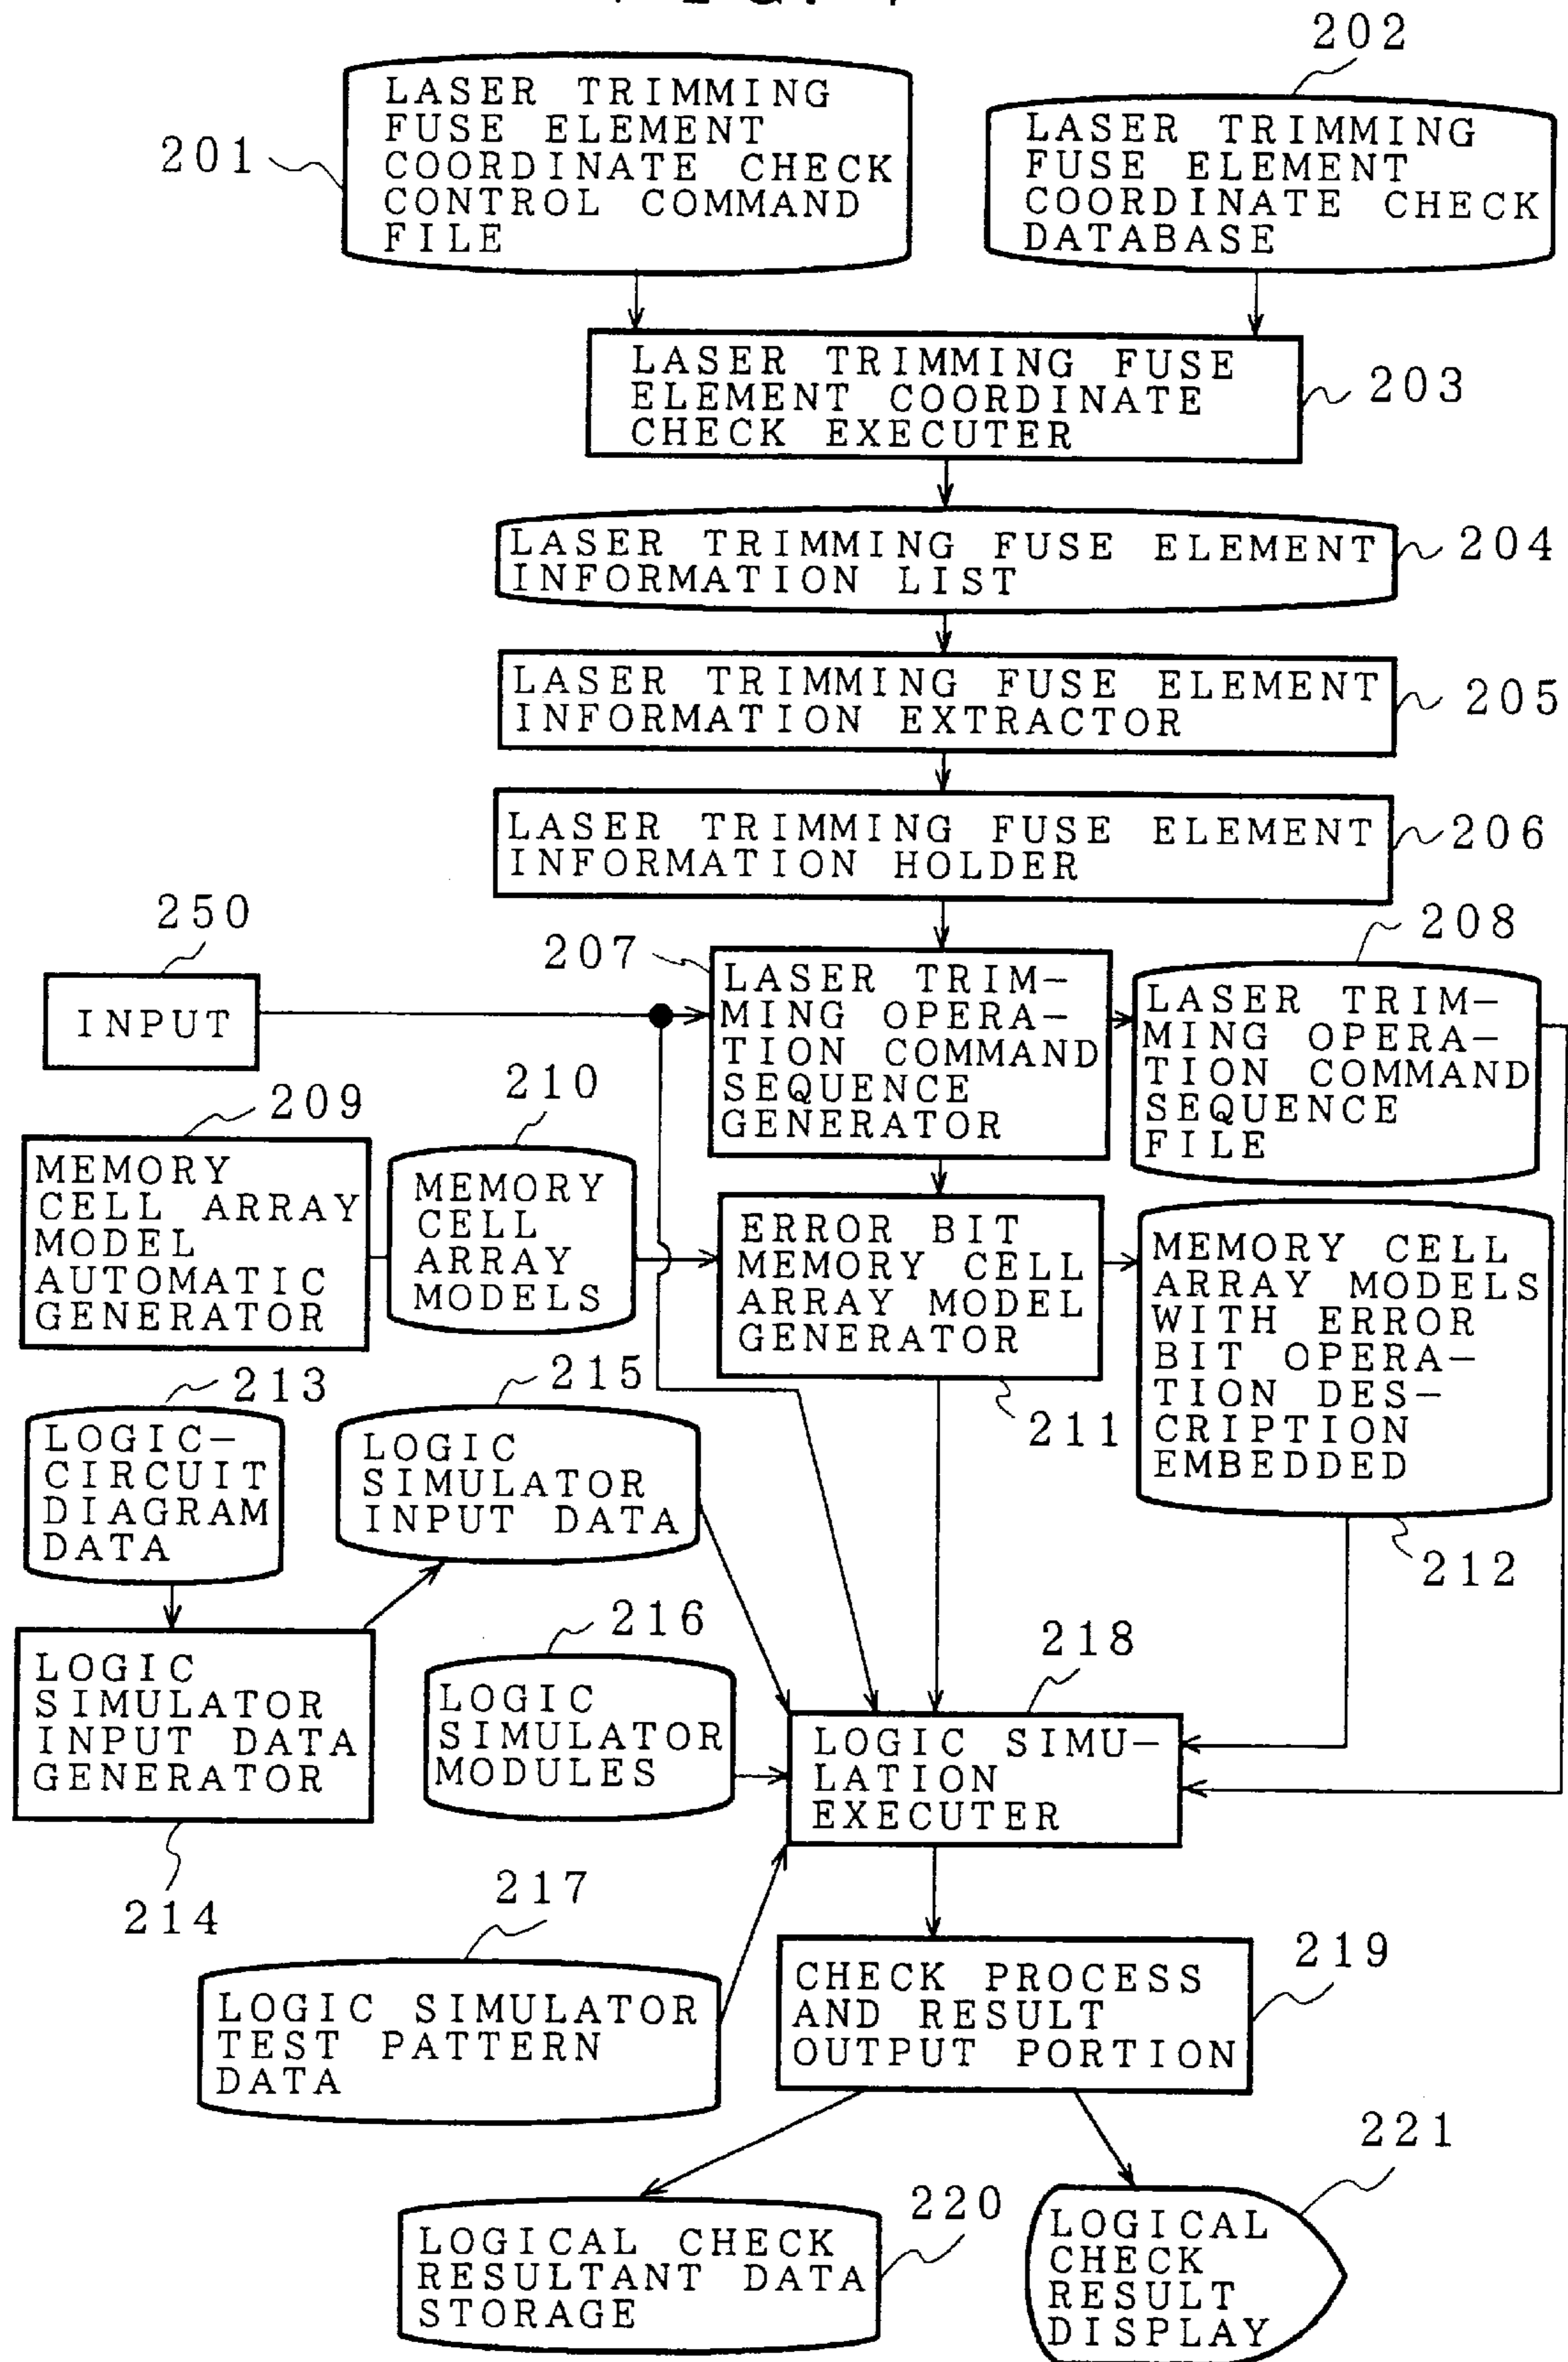 202
LASER TRIMMING
FUSE ELEMENT
COORDINATE CHECK
CONTROL COMMAND
FILE
201
LASER TRIMMING
FUSE ELEMENT
COORDINATE CHECK
DATABASE
LASER TRIMMING FUSE
ELEMENT COORDINATE
CHECK EXECUTER
203
LASER TRIMMING FUSE ELEMENT
INFORMATION LIST
204
LASER TRIMMING FUSE ELEMENT
INFORMATION EXTRACTOR
205
LASER TRIMMING FUSE ELEMENT
INFORMATION HOLDER
206
250
INPUT
207
LASER TRIM-
MING OPERA-
TION COMMAND
SEQUENCE
GENERATOR
208
LASER TRIM-
MING OPERA-
TION COMMAND
SEQUENCE
FILE
209
MEMORY
CELL ARRAY
MODEL
AUTOMATIC
GENERATOR
210
MEMORY
CELL
ARRAY
MODELS
ERROR BIT
MEMORY CELL
ARRAY MODEL
GENERATOR
211
MEMORY CELL
ARRAY MODELS
WITH ERROR
BIT OPERA-
TION DES-
CRIPTION
EMBEDDED
212
213
LOGIC-
CIRCUIT
DIAGRAM
DATA
215
LOGIC
SIMULATOR
INPUT DATA
LOGIC
SIMULATOR
INPUT DATA
GENERATOR
214
216
LOGIC
SIMULATOR
MODULES
218
LOGIC SIMU-
LATION
EXECUTER
217
LOGIC SIMULATOR
TEST PATTERN
DATA
219
CHECK PROCESS
AND RESULT
OUTPUT PORTION
220
LOGICAL CHECK
RESULTANT DATA
STORAGE
221
LOGICAL
CHECK
RESULT
DISPLAY